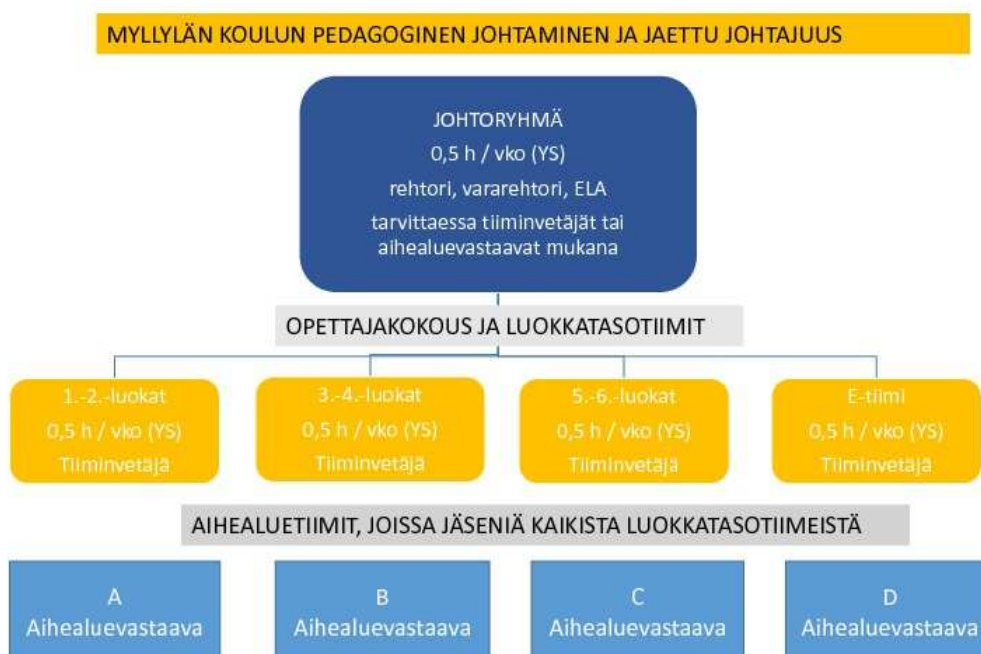 MYLLYLÄN KOULUN PEDAGOGINEN JOHTAMINEN JA JAETTU JOHTAJUUS
JOHTORYHMÄ
0,5 h / vko (YS)
rehtori, vararehtori, ELA
tarvittaessa tiiminvetäjät tai
aihealuevastaavat mukana
OPETTAJAKOKOUS JA LUOKKATASOTIIMIT
1.-2.-luokat
0,5 h / vko (YS)
Tiiminvetäjä
3.-4.-luokat
0,5 h / vko (YS)
Tiiminvetäjä
5.-6.-luokat
0,5 h / vko (YS)
Tiiminvetäjä
E-tiimi
0,5 h / vko (YS)
Tiiminvetäjä
AIHEALUETIIMIT, JOISSA JÄSENIÄ KAIKISTA LUOKKATASOTIIMEISTÄ
A
Aihealuevastaava
B
Aihealuevastaava
C
Aihealuevastaava
D
Aihealuevastaava